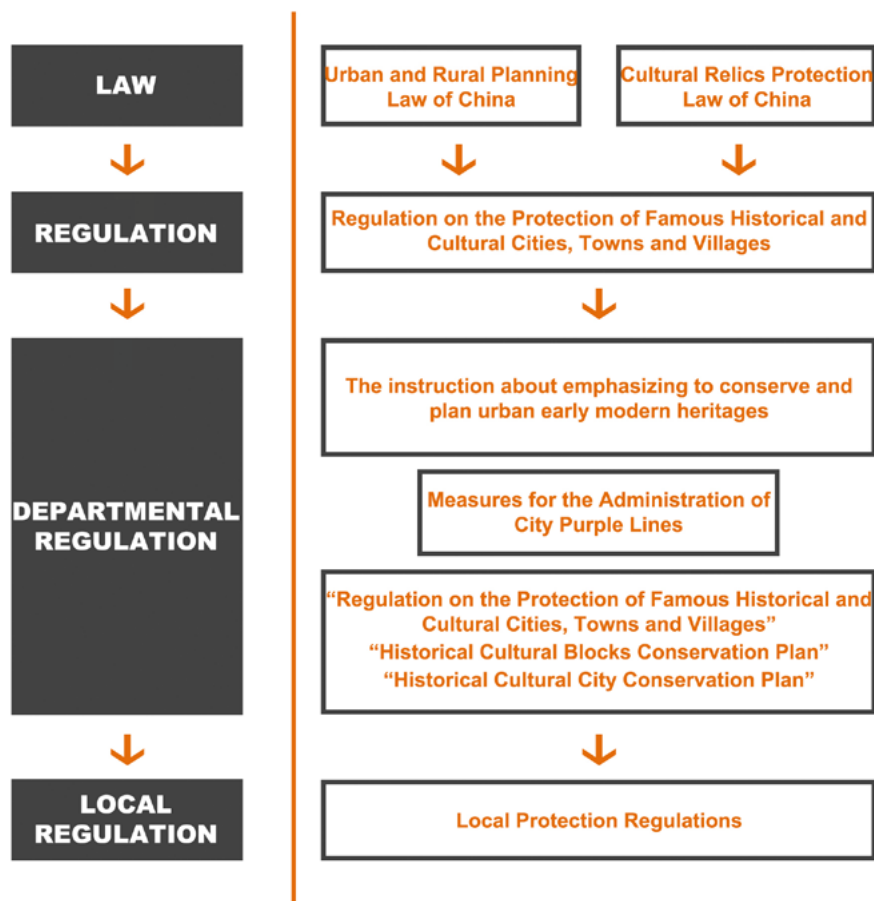 LAW
Urban and Rural Planning
Law of China
Cultural Relics Protection
Law of China
REGULATION
Regulation on the Protection of Famous Historical and
Cultural Cities, Towns and Villages
DEPARTMENTAL
REGULATION
The instruction about emphasizing to conserve and
plan urban early modern heritages
Measures for the Administration of
City Purple Lines
“Regulation on the Protection of Famous Historical and
Cultural Cities, Towns and Villages”
“Historical Cultural Blocks Conservation Plan”
“Historical Cultural City Conservation Plan”
LOCAL
REGULATION
Local Protection Regulations